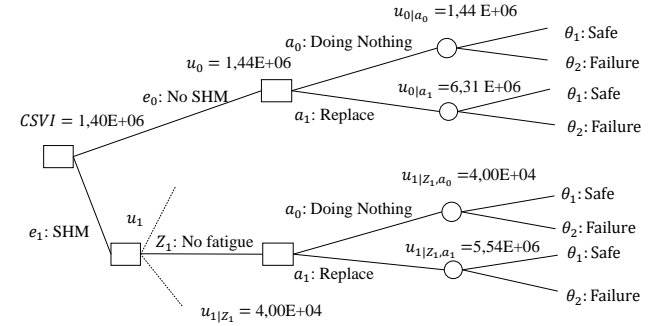 u₀|ₐ₀ =1,44 E+06
a₀: Doing Nothing
θ₁: Safe
u₀ = 1,44E+06
θ₂: Failure
e₀: No SHM
u₀|ₐ₁ =6,31 E+06
θ₁: Safe
CSVI = 1,40E+06
a₁: Replace
θ₂: Failure
u₁|Z₁,ₐ₀ =4,00E+04
θ₁: Safe
a₀: Doing Nothing
u₁
θ₂: Failure
e₁: SHM
Z₁: No fatigue
u₁|Z₁,ₐ₁ =5,54E+06
θ₁: Safe
a₁: Replace
θ₂: Failure
u₁|Z₁ = 4,00E+04